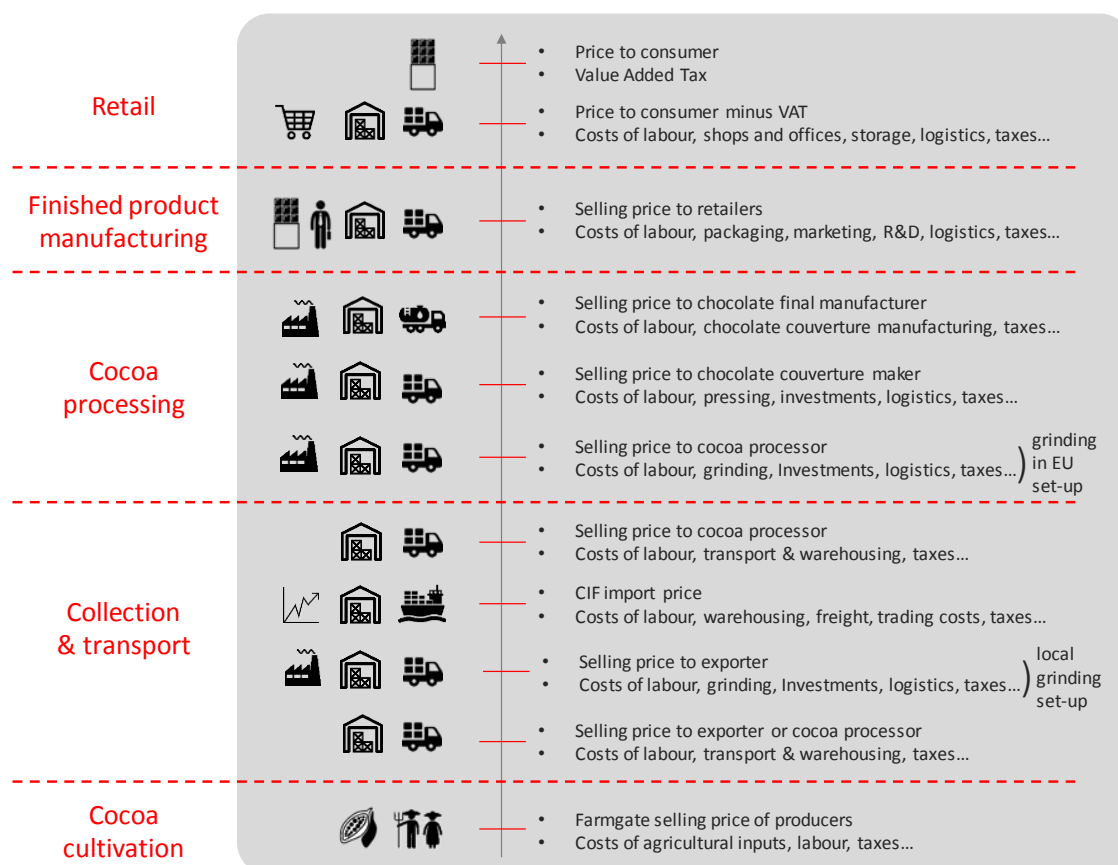 • Price to consumer
• Value Added Tax
Retail
• Price to consumer minus VAT
• Costs of labour, shops and offices, storage, logistics, taxes...
Finished product
manufacturing
• Selling price to retailers
• Costs of labour, packaging, marketing, R&D, logistics, taxes...
• Selling price to chocolate final manufacturer
• Costs of labour, chocolate couverture manufacturing, taxes...
Cocoa
processing
• Selling price to chocolate couverture maker
• Costs of labour, pressing, investments, logistics, taxes...
• Selling price to cocoa processor
• Costs of labour, grinding, Investments, logistics, taxes...
grinding
in EU
set-up
• Selling price to cocoa processor
• Costs of labour, transport & warehousing, taxes...
Collection
& transport
• CIF import price
• Costs of labour, warehousing, freight, trading costs, taxes...
• Selling price to exporter
• Costs of labour, grinding, Investments, logistics, taxes...
local
grinding
set-up
• Selling price to exporter or cocoa processor
• Costs of labour, transport & warehousing, taxes...
Cocoa
cultivation
• Farmgate selling price of producers
• Costs of agricultural inputs, labour, taxes...